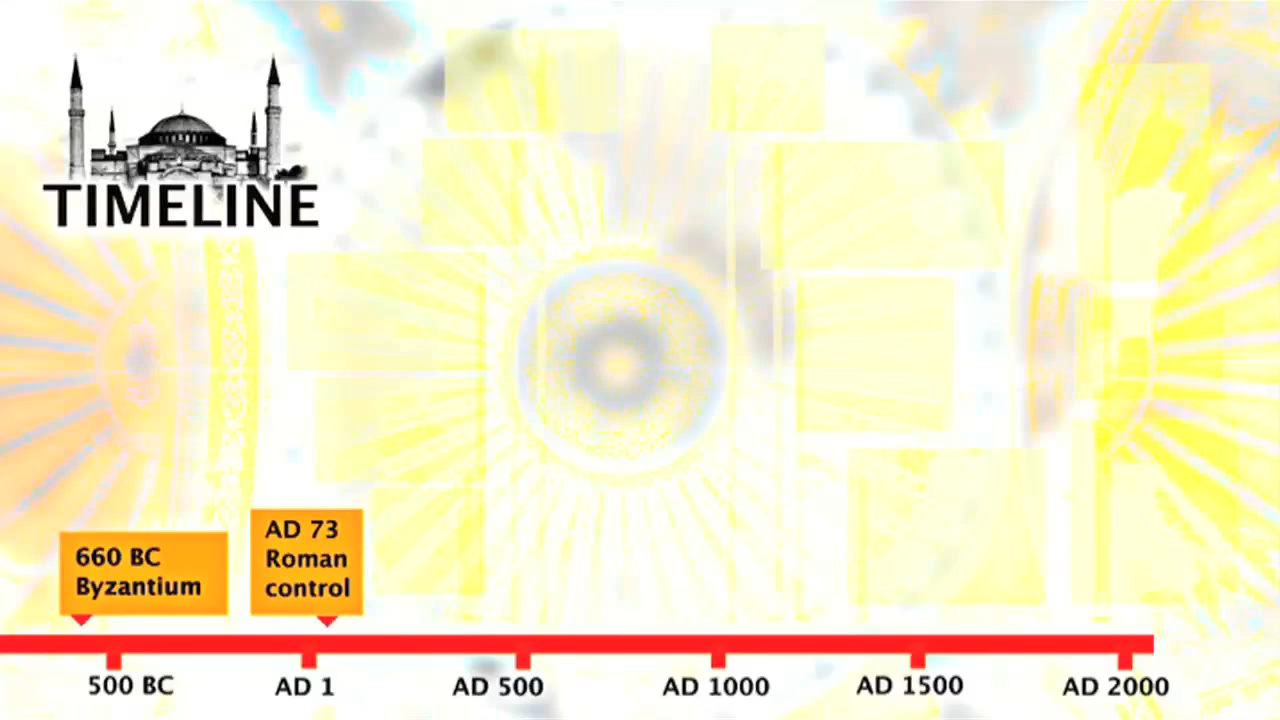 TIMELINE
660 BC
Byzantium
AD 73
Roman
control
500 BC
AD 1
AD 500
AD 1000
AD 1500
AD 2000